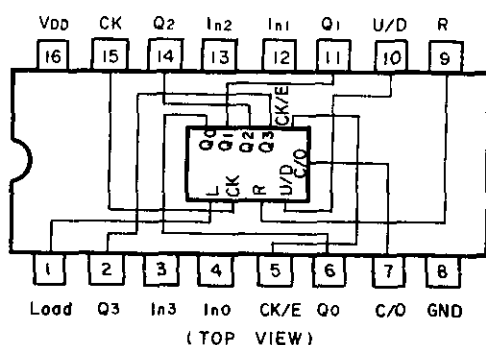 VDD CK Q2 In2 In1 Q1 U/D R
16 15 14 13 12 11 10 9
CK/E
Q0 Q1 Q2 Q3
C/O
L CK R U/D
1 2 3 4 5 6 7 8
Load Q3 In3 In0 CK/E Q0 C/O GND
(TOP VIEW)